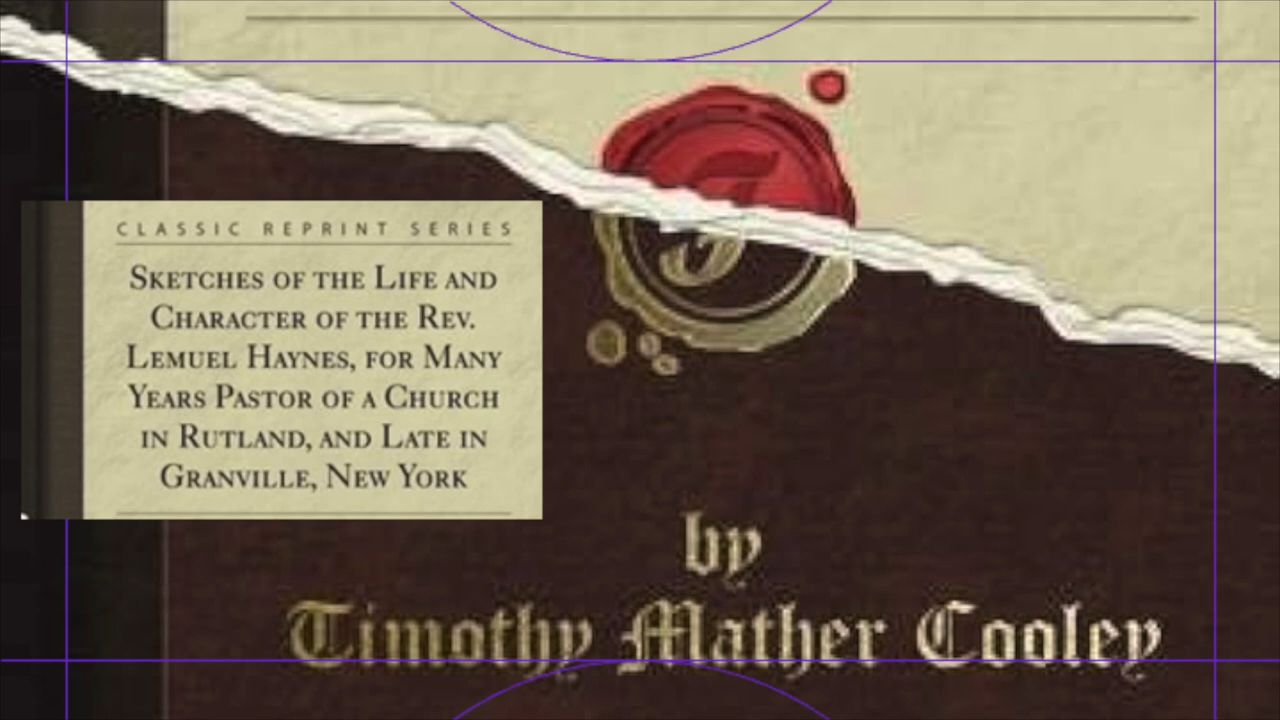 CLASSIC REPRINT SERIES
SKETCHES OF THE LIFE AND
CHARACTER OF THE REV.
LEMUEL HAYNES, FOR MANY
YEARS PASTOR OF A CHURCH
IN RUTLAND, AND LATE IN
GRANVILLE, NEW YORK
by
Timothy Mather Cooley